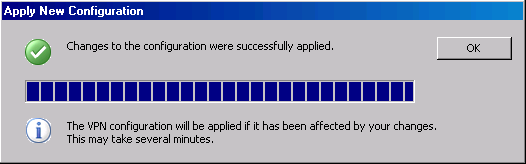 Apply New Configuration
Changes to the configuration were successfully applied.
OK
The VPN configuration will be applied if it has been affected by your changes.
This may take several minutes.